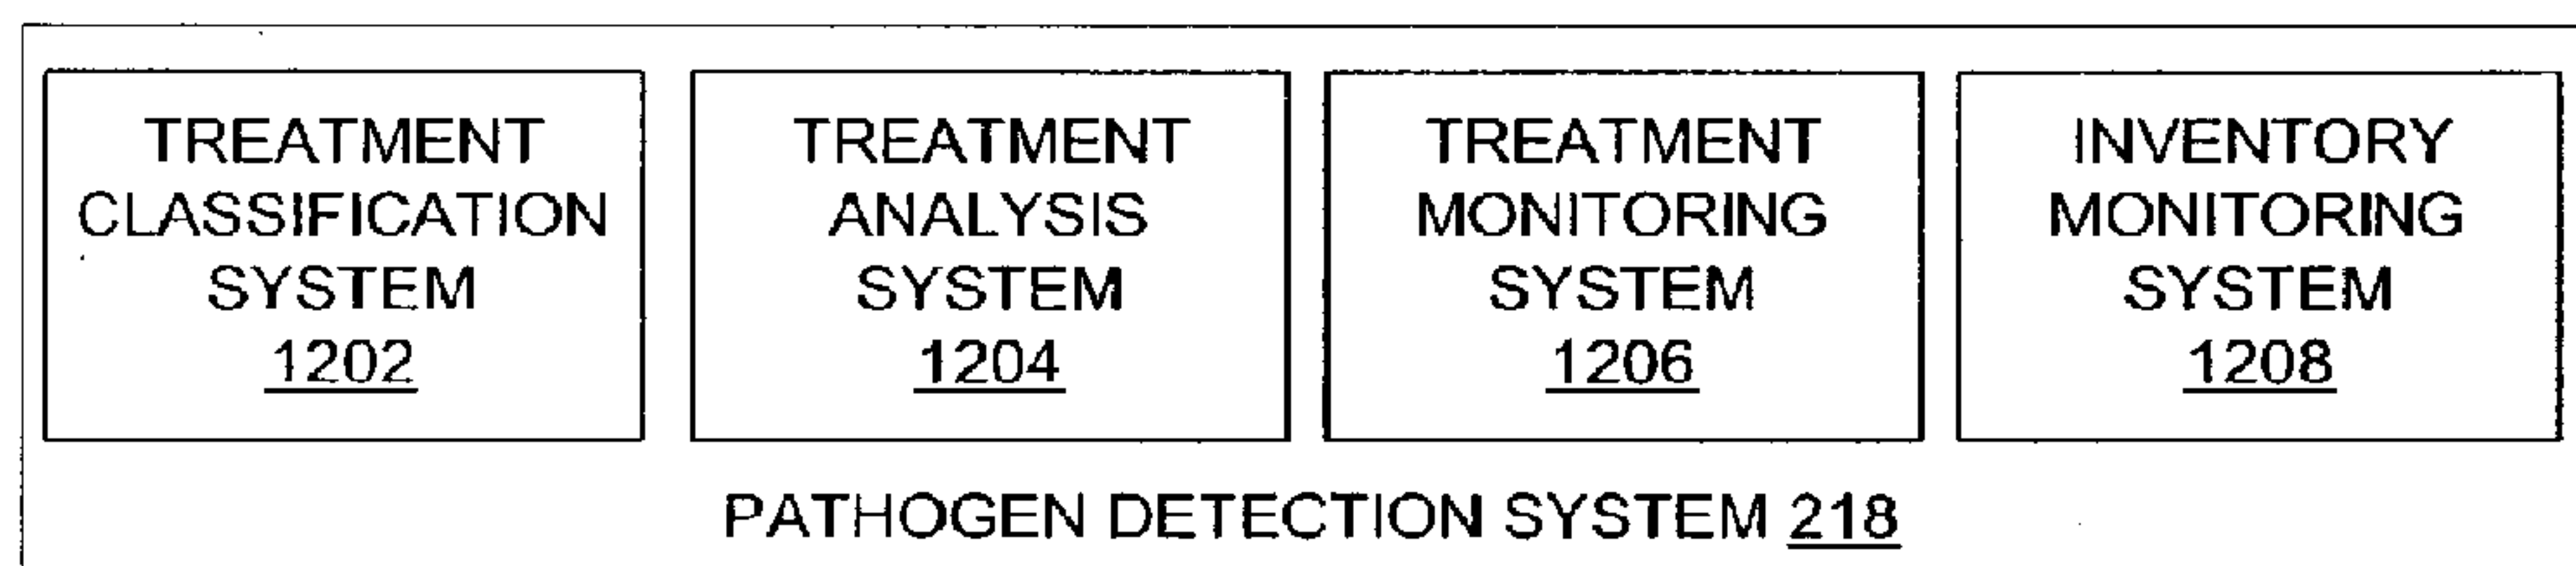 TREATMENT
CLASSIFICATION
SYSTEM
1202
TREATMENT
ANALYSIS
SYSTEM
1204
TREATMENT
MONITORING
SYSTEM
1206
INVENTORY
MONITORING
SYSTEM
1208
PATHOGEN DETECTION SYSTEM 218